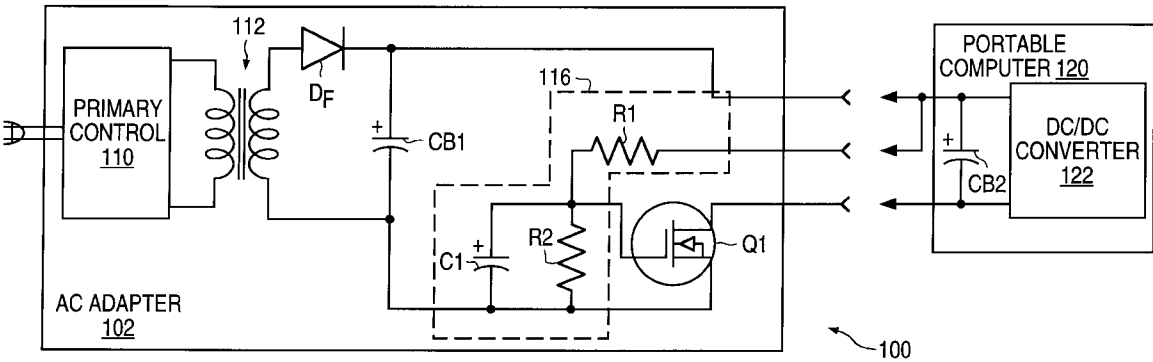 112
PRIMARY
CONTROL
110
DF
+
CB1
116
R1
+
C1
R2
Q1
AC ADAPTER
102
PORTABLE
COMPUTER 120
+
CB2
DC/DC
CONVERTER
122
100